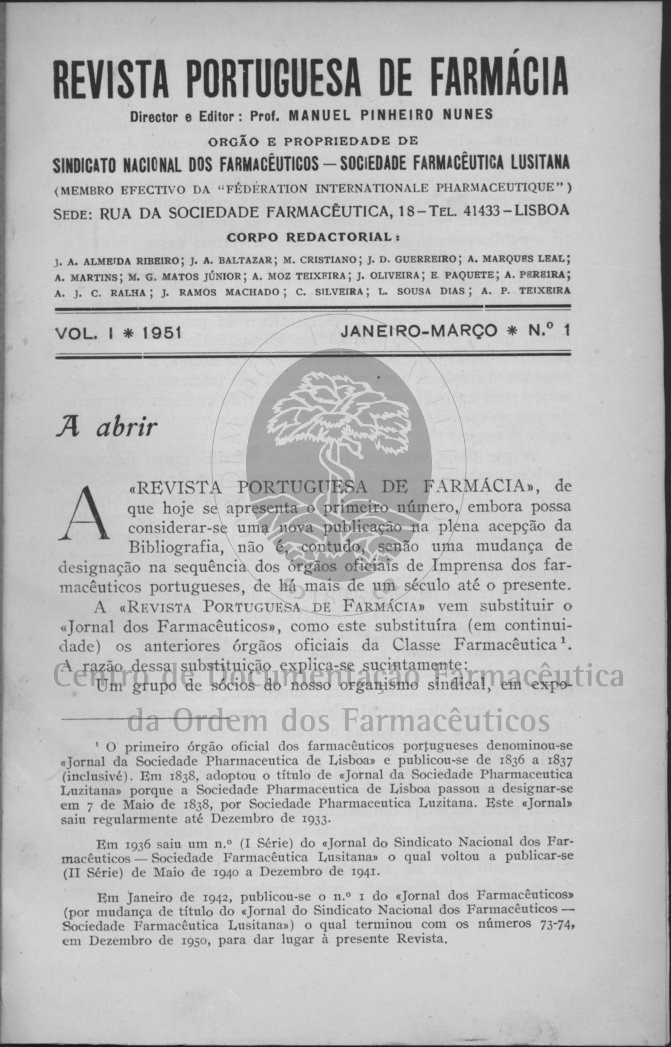 REVISTA PORTUGUESA DE FARMÁCIA
Director e Editor: Prof. MANUEL PINHEIRO NUNES
ORGÃO E PROPRIEDADE DE
SINDICATO NACIONAL DOS FARMACÊUTICOS — SOCIEDADE FARMACÊUTICA LUSITANA
(MEMBRO EFECTIVO DA "FÉDÉRATION INTERNATIONALE PHARMACEUTIQUE")
SEDE: RUA DA SOCIEDADE FARMACÊUTICA, 18 – TEL. 41433 – LISBOA
CORPO REDACTORIAL:
J. A. ALMEIDA RIBEIRO; J. A. BALTAZAR; M. CRISTIANO; J. D. GUERREIRO; A. MARQUES LEAL;
A. MARTINS; M. G. MATOS JÚNIOR; A. MOZ TEIXEIRA; J. OLIVEIRA; E. PAQUETE; A. PEREIRA;
A. J. C. RALHA; J. RAMOS MACHADO; C. SILVEIRA; L. SOUSA DIAS; A. P. TEIXEIRA
VOL. I * 1951 JANEIRO-MARÇO * N.º 1
A abrir
A «REVISTA PORTUGUESA DE FARMÁCIA», de
que hoje se apresenta o primeiro número, embora possa
considerar-se uma nova publicação na plena acepção da
Bibliografia, não é, contudo, senão uma mudança de
designação na sequência dos órgãos oficiais de Imprensa dos far-
macêuticos portugueses, de há mais de um século até o presente.
A «REVISTA PORTUGUESA DE FARMÁCIA» vem substituir o
«Jornal dos Farmacêuticos», como este substituíra (em continui-
dade) os anteriores órgãos oficiais da Classe Farmacêutica¹.
A razão dessa substituição explica-se sucintamente:
Um grupo de sócios do nosso organismo sindical, em expo-
Centro de Documentação Farmacêutica
da Ordem dos Farmacêuticos
¹ O primeiro órgão oficial dos farmacêuticos portugueses denominou-se
«Jornal da Sociedade Pharmaceutica de Lisboa» e publicou-se de 1836 a 1837
(inclusivé). Em 1838, adoptou o título de «Jornal da Sociedade Pharmaceutica
Luzitana» porque a Sociedade Pharmaceutica de Lisboa passou a designar-se
em 7 de Maio de 1838, por Sociedade Pharmaceutica Luzitana. Este «Jornal»
saiu regularmente até Dezembro de 1933.
Em 1936 saiu um n.º (I Série) do «Jornal do Sindicato Nacional dos Far-
macêuticos — Sociedade Farmacêutica Lusitana» o qual voltou a publicar-se
(II Série) de Maio de 1940 a Dezembro de 1941.
Em Janeiro de 1942, publicou-se o n.º 1 do «Jornal dos Farmacêuticos»
(por mudança de título do «Jornal do Sindicato Nacional dos Farmacêuticos —
Sociedade Farmacêutica Lusitana») o qual terminou com os números 73-74,
em Dezembro de 1950, para dar lugar à presente Revista.